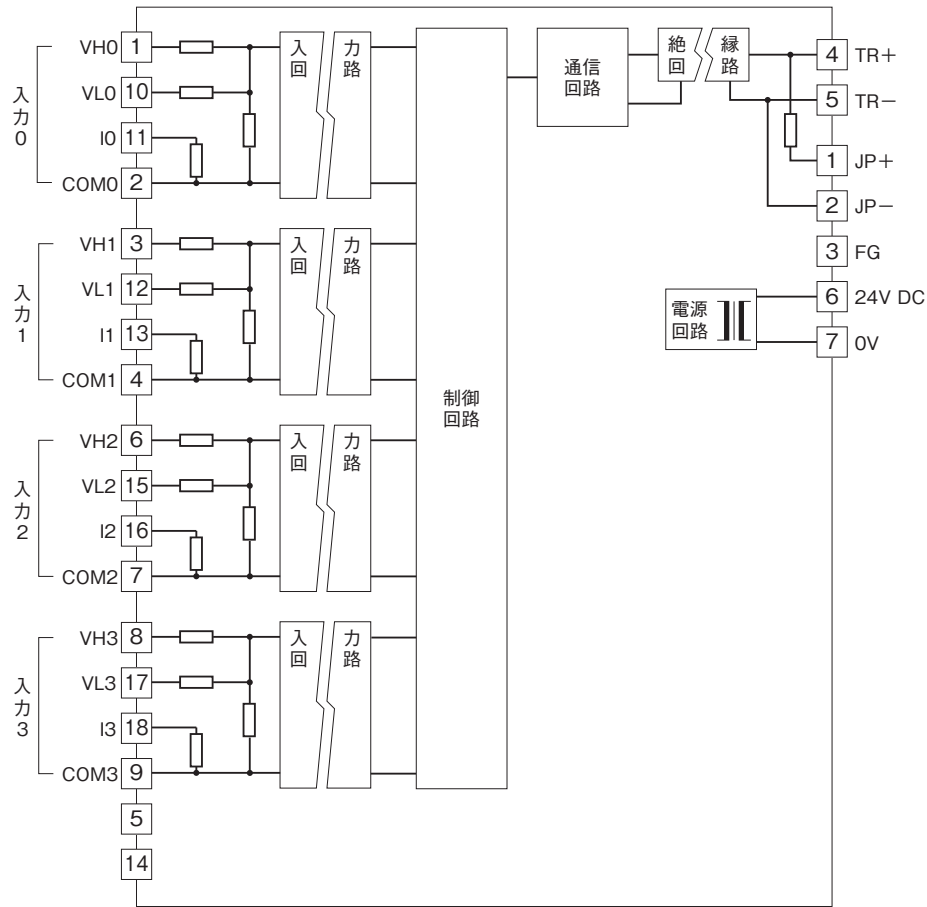 入力0
VH0 1
VL0 10
I0 11
COM0 2
入回 力路
入力1
VH1 3
VL1 12
I1 13
COM1 4
入回 力路
入力2
VH2 6
VL2 15
I2 16
COM2 7
入回 力路
入力3
VH3 8
VL3 17
I3 18
COM3 9
入回 力路
5
14
制御
回路
通信
回路
絶縁
回路
4 TR+
5 TR−
1 JP+
2 JP−
3 FG
6 24V DC
7 0V
電源
回路